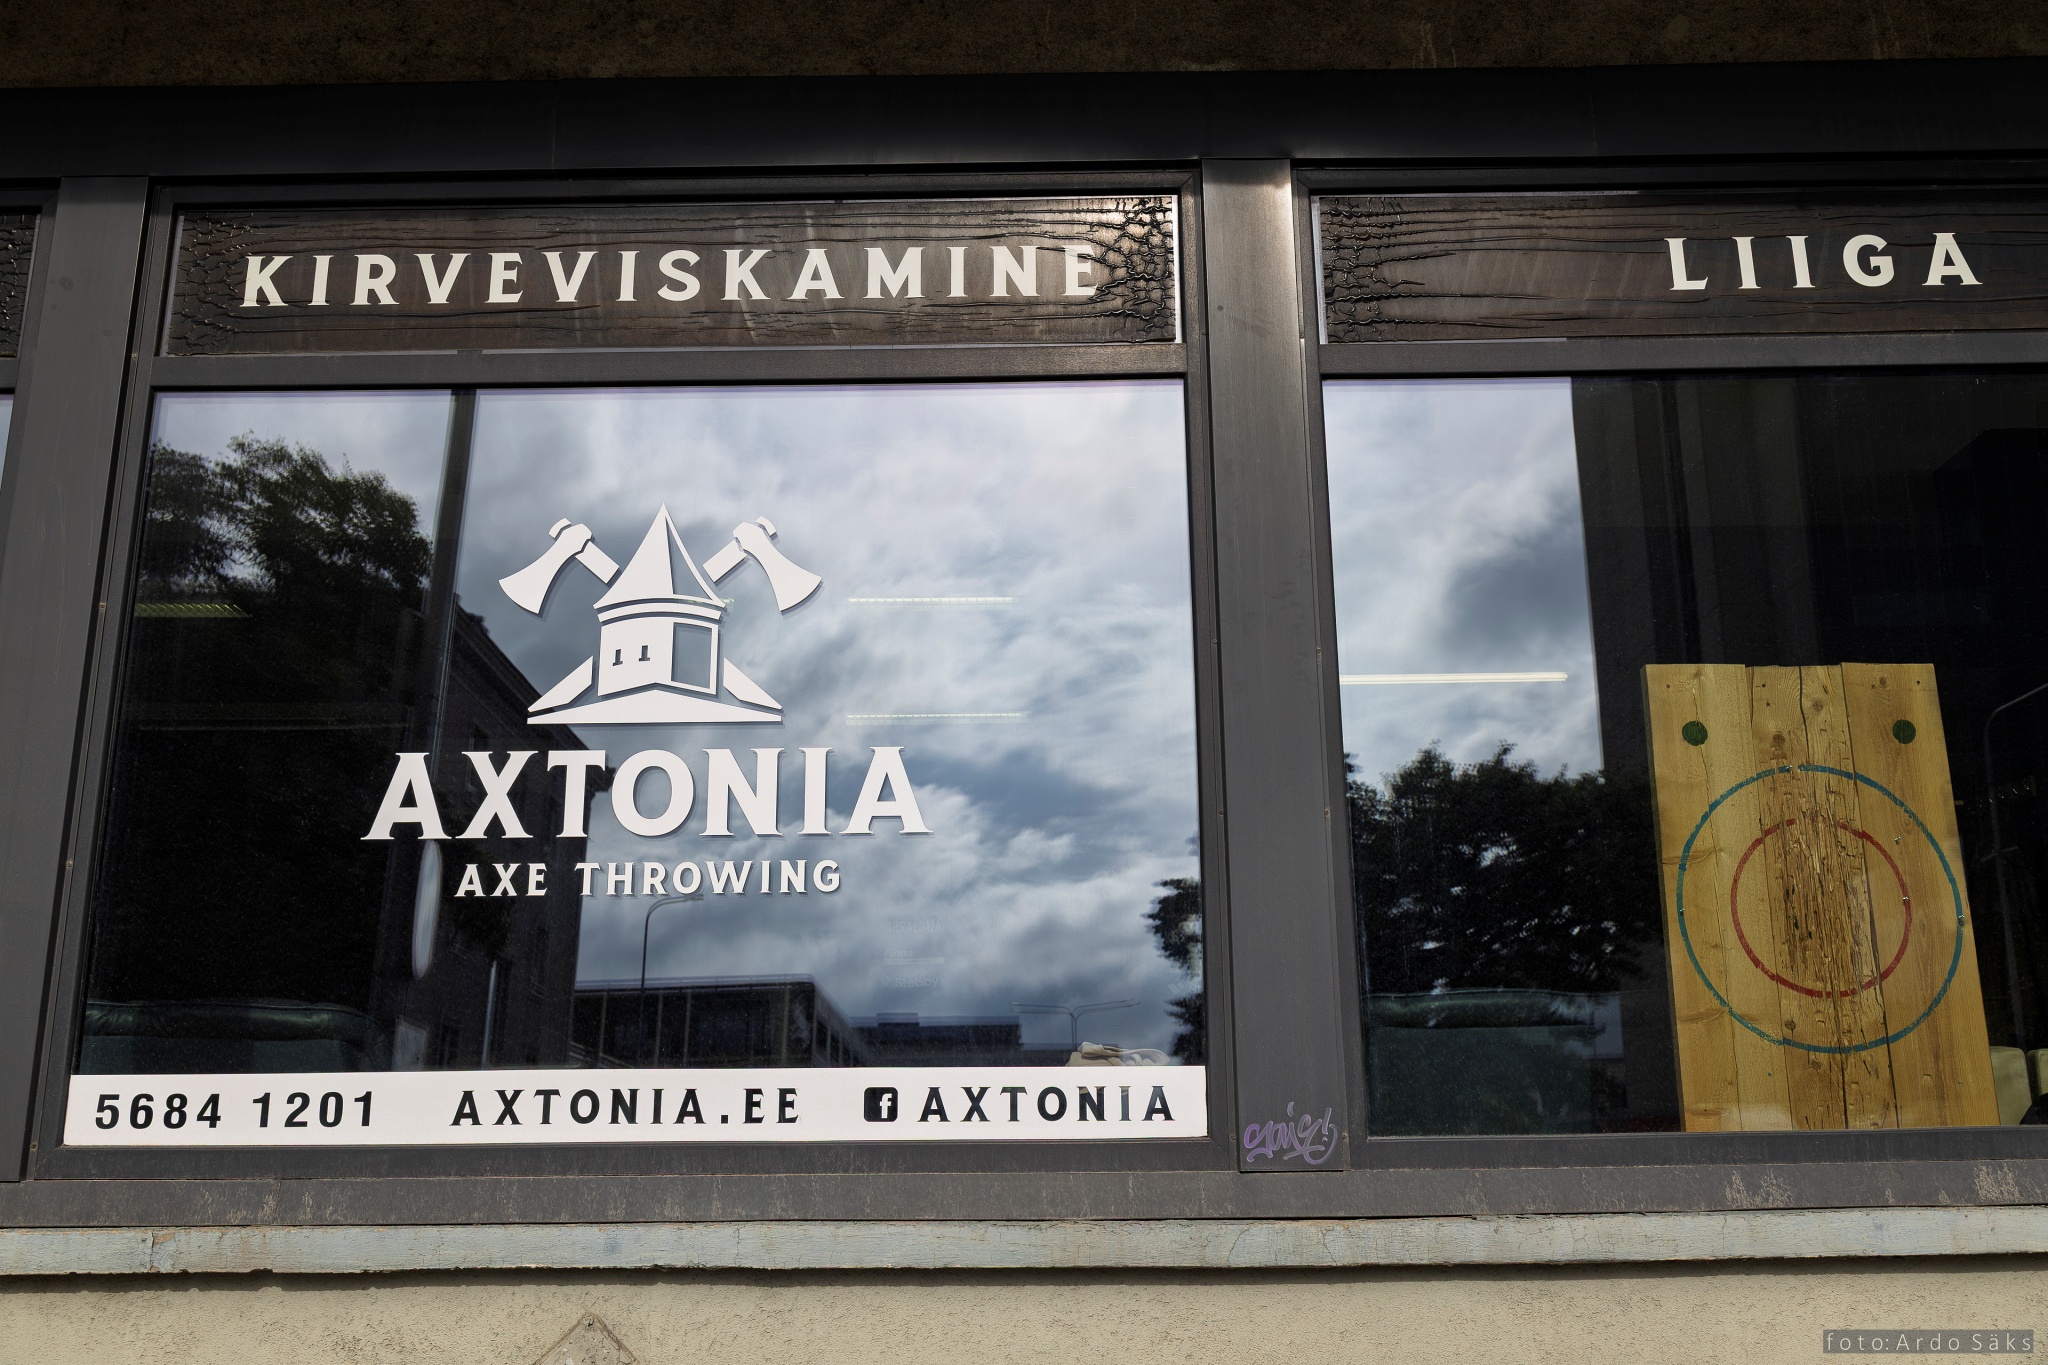 KIRVEVISKAMINE
LIIGA
AXTONIA
AXE THROWING
5684 1201 AXTONIA.EE f AXTONIA
foto:Ardo Säks